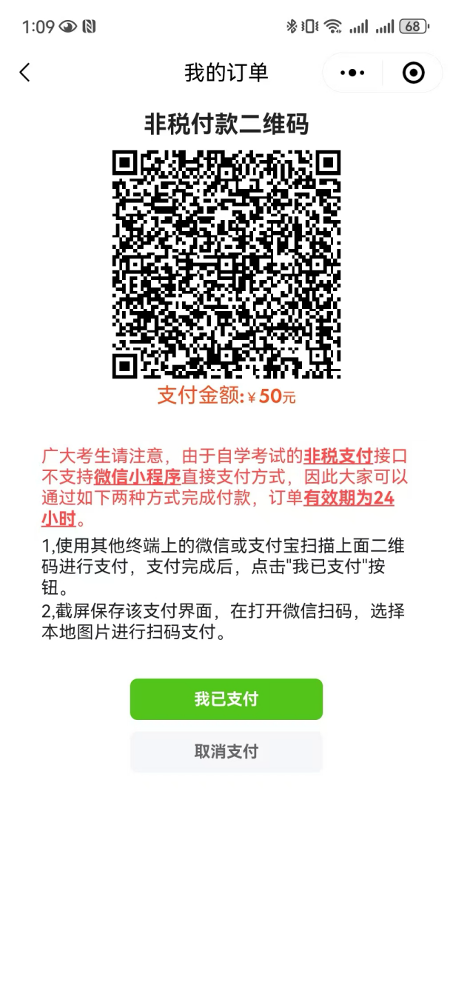 1:09
68
我的订单
非税付款二维码
支付金额:¥50元
广大考生请注意，由于自学考试的非税支付接口
不支持微信小程序直接支付方式，因此大家可以
通过如下两种方式完成付款，订单有效期为24
小时。
1,使用其他终端上的微信或支付宝扫描上面二维
码进行支付，支付完成后，点击"我已支付"按
钮。
2,截屏保存该支付界面，在打开微信扫码，选择
本地图片进行扫码支付。
我已支付
取消支付